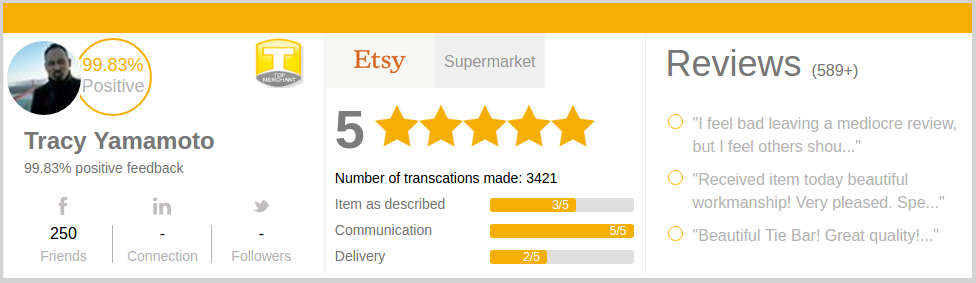 99.83%
Positive
T
TOP
MERCHANT
Tracy Yamamoto
99.83% positive feedback
f
in
250
-
-
Friends
Connection
Followers
Etsy
Supermarket
5
Number of transcations made: 3421
Item as described
3/5
Communication
5/5
Delivery
2/5
Reviews (589+)
"I feel bad leaving a mediocre review,
but I feel others shou..."
"Received item today beautiful
workmanship! Very pleased. Spe..."
"Beautiful Tie Bar! Great quality!..."